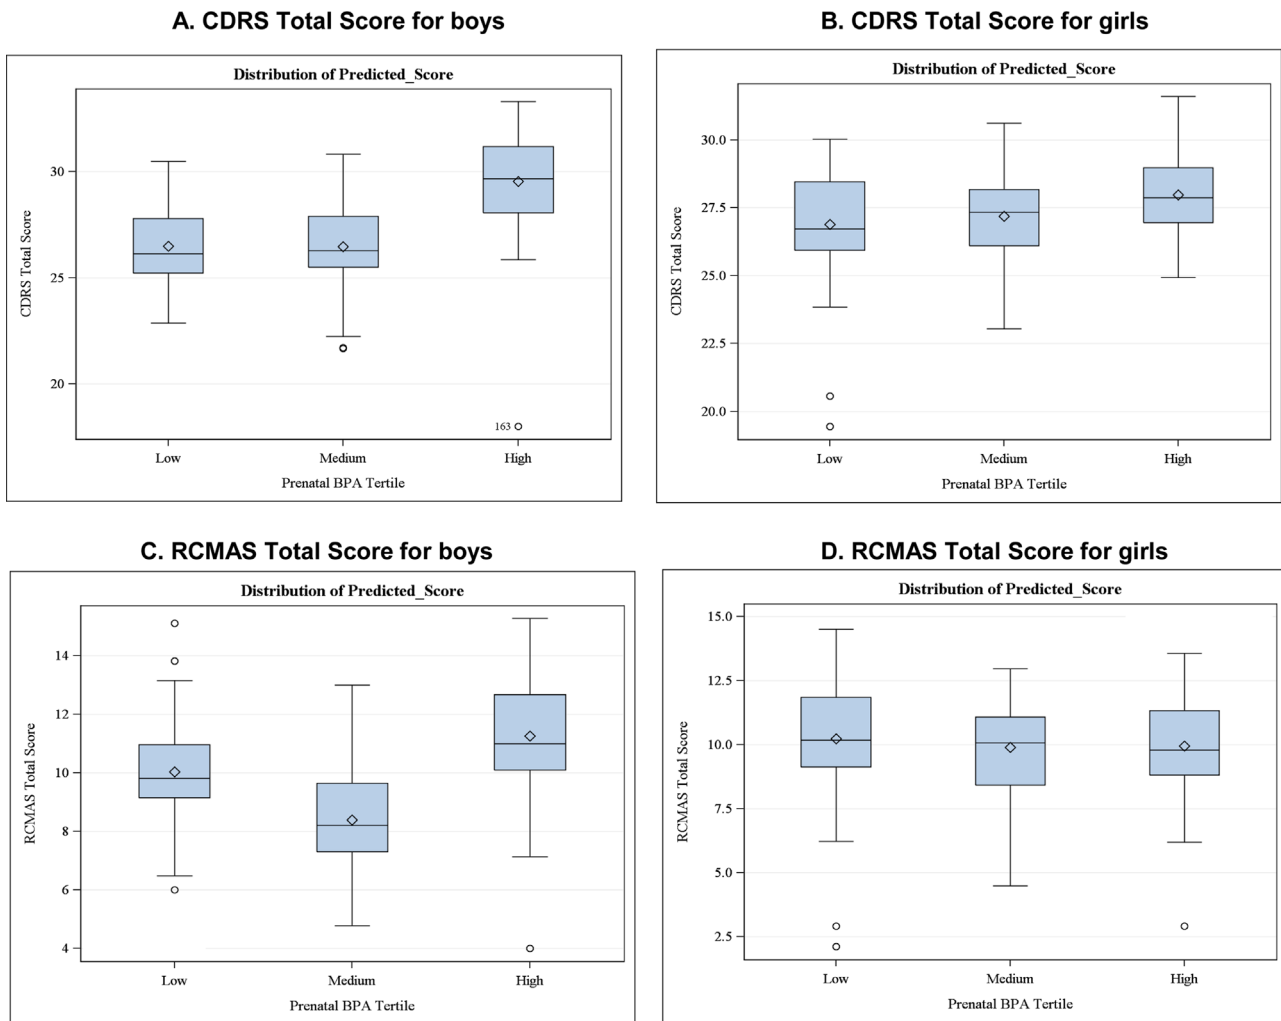 A. CDRS Total Score for boys
Distribution of Predicted_Score
CDRS Total Score
30
25
20
163
Low Medium High
Prenatal BPA Tertile
B. CDRS Total Score for girls
Distribution of Predicted_Score
CDRS Total Score
30.0
27.5
25.0
22.5
20.0
Low Medium High
Prenatal BPA Tertile
C. RCMAS Total Score for boys
Distribution of Predicted_Score
RCMAS Total Score
14
12
10
8
6
4
Low Medium High
Prenatal BPA Tertile
D. RCMAS Total Score for girls
Distribution of Predicted_Score
RCMAS Total Score
15.0
12.5
10.0
7.5
5.0
2.5
Low Medium High
Prenatal BPA Tertile